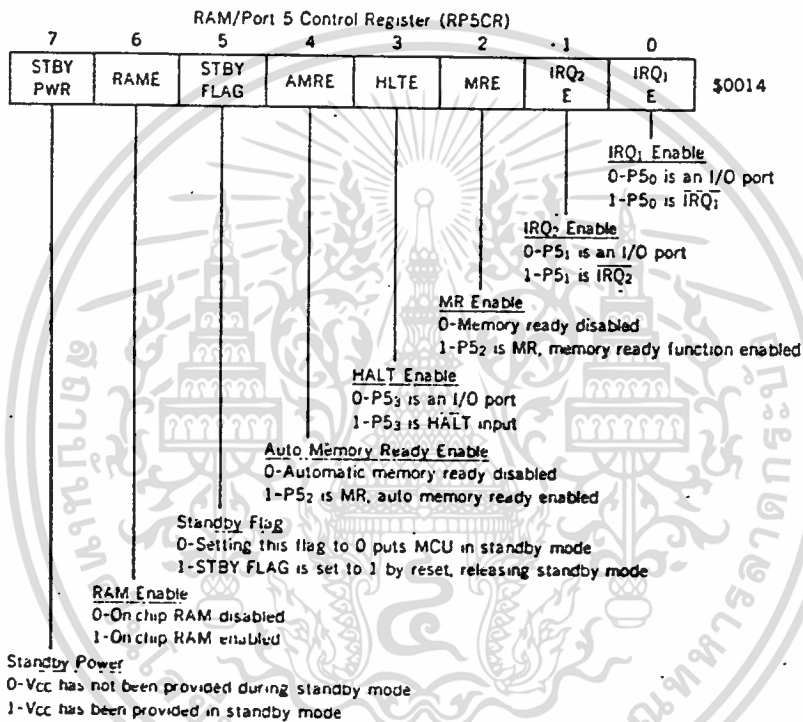 RAM/Port 5 Control Register (RP5CR)
7 6 5 4 3 2 1 0
STBY PWR RAME STBY FLAG AMRE HLTE MRE IRQ₂ E IRQ₁ E $0014
IRQ₁ Enable
0-P5₀ is an I/O port
1-P5₀ is I̅R̅Q̅₁
IRQ₂ Enable
0-P5₁ is an I/O port
1-P5₁ is I̅R̅Q̅₂
MR Enable
0-Memory ready disabled
1-P5₂ is MR, memory ready function enabled
HALT Enable
0-P5₃ is an I/O port
1-P5₃ is H̅A̅L̅T̅ input
Auto Memory Ready Enable
0-Automatic memory ready disabled
1-P5₂ is MR, auto memory ready enabled
Standby Flag
0-Setting this flag to 0 puts MCU in standby mode
1-STBY FLAG is set to 1 by reset, releasing standby mode
RAM Enable
0-On chip RAM disabled
1-On chip RAM enabled
Standby Power
0-Vcc has not been provided during standby mode
1-Vcc has been provided in standby mode